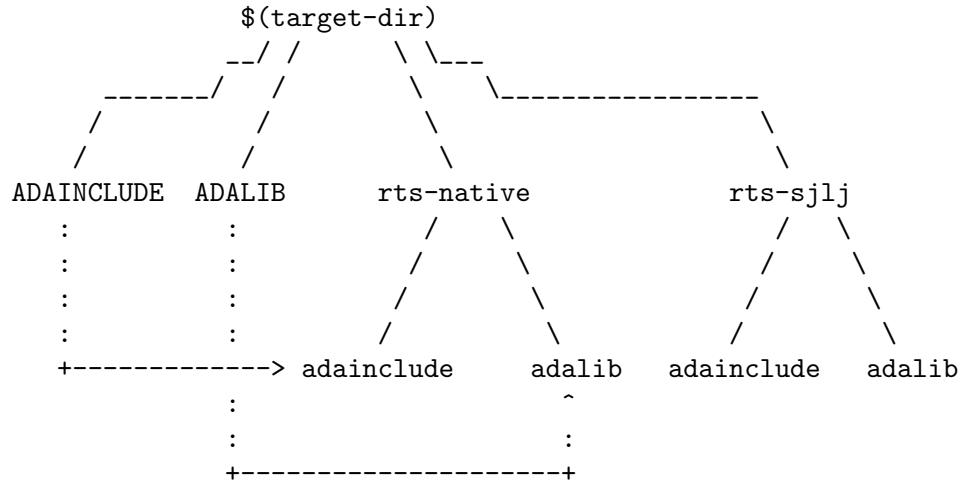 $(target-dir)
ADAINCLUDE ADALIB rts-native rts-sjlj
+-------------> adainclude adalib adainclude adalib